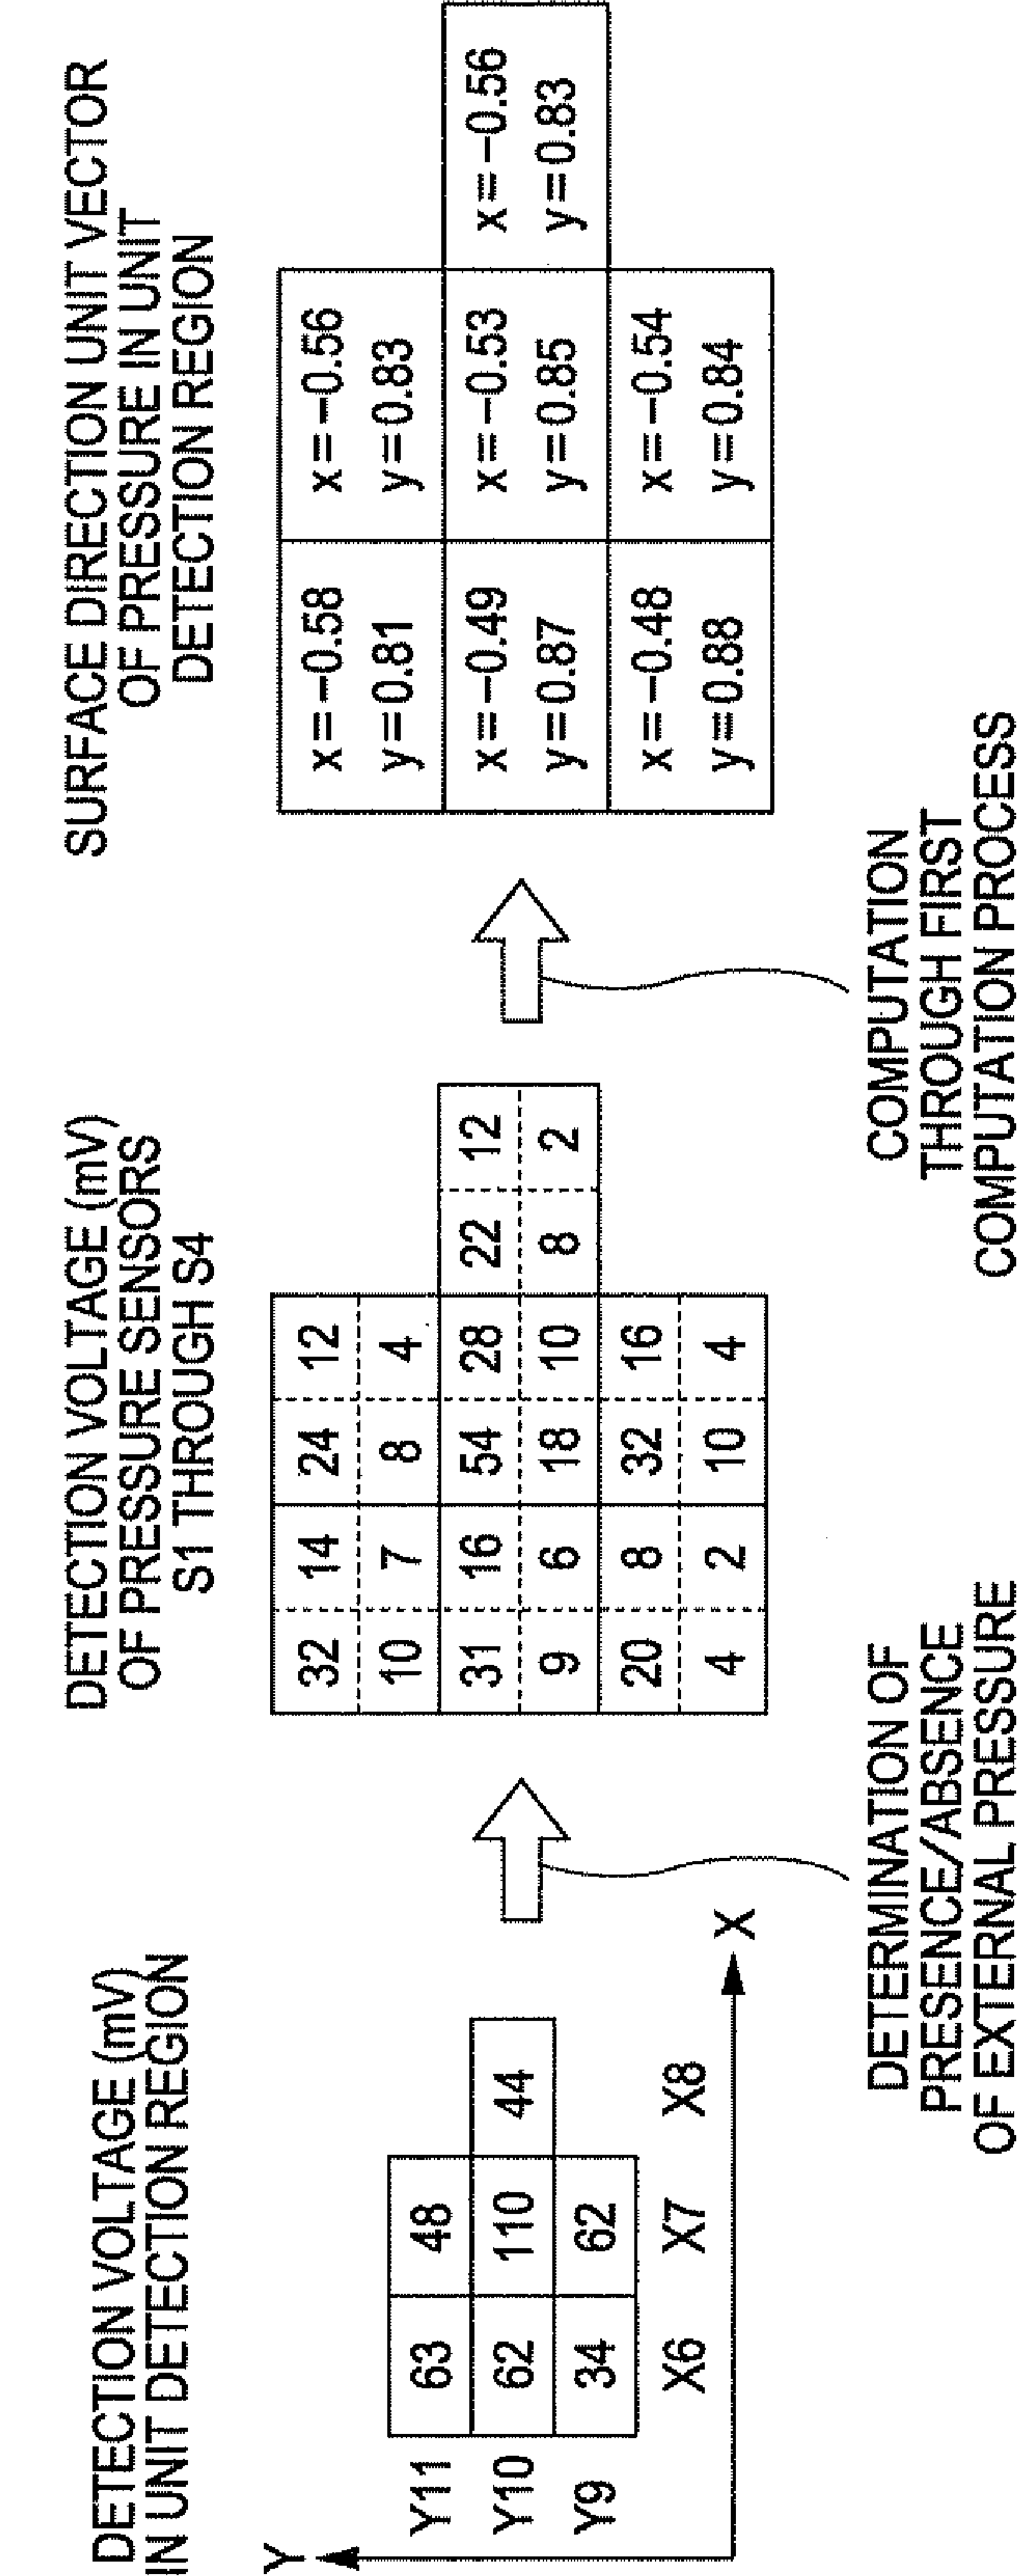 DETECTION VOLTAGE (mV)
IN UNIT DETECTION REGION
Y
Y11 63 48
Y10 62 110 44
Y9 34 62
X6 X7 X8
X
DETERMINATION OF
PRESENCE/ABSENCE
OF EXTERNAL PRESSURE
DETECTION VOLTAGE (mV)
OF PRESSURE SENSORS
S1 THROUGH S4
32 14 24 12
10 7 8 4
31 16 54 28 22 12
9 6 18 10 8 2
20 8 32 16
4 2 10 4
COMPUTATION
THROUGH FIRST
COMPUTATION PROCESS
SURFACE DIRECTION UNIT VECTOR
OF PRESSURE IN UNIT
DETECTION REGION
x=−0.58 x=−0.56
y=0.81 y=0.83
x=−0.49 x=−0.53 x=−0.56
y=0.87 y=0.85 y=0.83
x=−0.48 x=−0.54
y=0.88 y=0.84